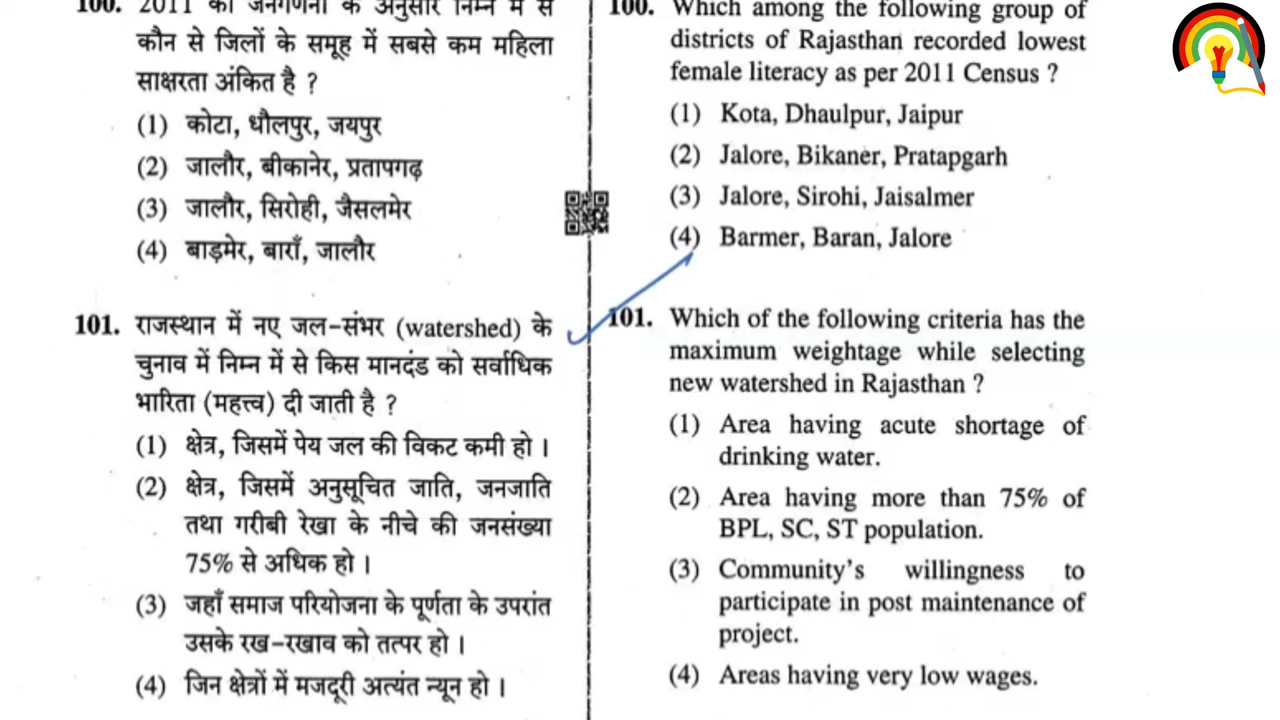 100. 2011 की जनगणना के अनुसार निम्न में से
कौन से जिलों के समूह में सबसे कम महिला
साक्षरता अंकित है ?
(1) कोटा, धौलपुर, जयपुर
(2) जालौर, बीकानेर, प्रतापगढ़
(3) जालौर, सिरोही, जैसलमेर
(4) बाड़मेर, बाराँ, जालौर
101. राजस्थान में नए जल-संभर (watershed) के
चुनाव में निम्न में से किस मानदंड को सर्वाधिक
भारिता (महत्त्व) दी जाती है ?
(1) क्षेत्र, जिसमें पेय जल की विकट कमी हो ।
(2) क्षेत्र, जिसमें अनुसूचित जाति, जनजाति
तथा गरीबी रेखा के नीचे की जनसंख्या
75% से अधिक हो ।
(3) जहाँ समाज परियोजना के पूर्णता के उपरांत
उसके रख-रखाव को तत्पर हो ।
(4) जिन क्षेत्रों में मजदूरी अत्यंत न्यून हो ।
100. Which among the following group of
districts of Rajasthan recorded lowest
female literacy as per 2011 Census ?
(1) Kota, Dhaulpur, Jaipur
(2) Jalore, Bikaner, Pratapgarh
(3) Jalore, Sirohi, Jaisalmer
(4) Barmer, Baran, Jalore
101. Which of the following criteria has the
maximum weightage while selecting
new watershed in Rajasthan ?
(1) Area having acute shortage of
drinking water.
(2) Area having more than 75% of
BPL, SC, ST population.
(3) Community's willingness to
participate in post maintenance of
project.
(4) Areas having very low wages.